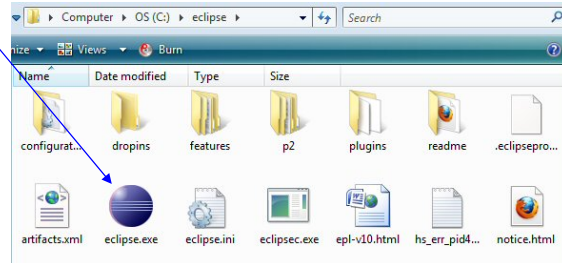 Computer OS (C:) eclipse Search
nize Views Burn
Name Date modified Type Size
configurat... dropins features p2 plugins readme .eclipsepro...
artifacts.xml eclipse.exe eclipse.ini eclipsec.exe epl-v10.html hs_err_pid4... notice.html